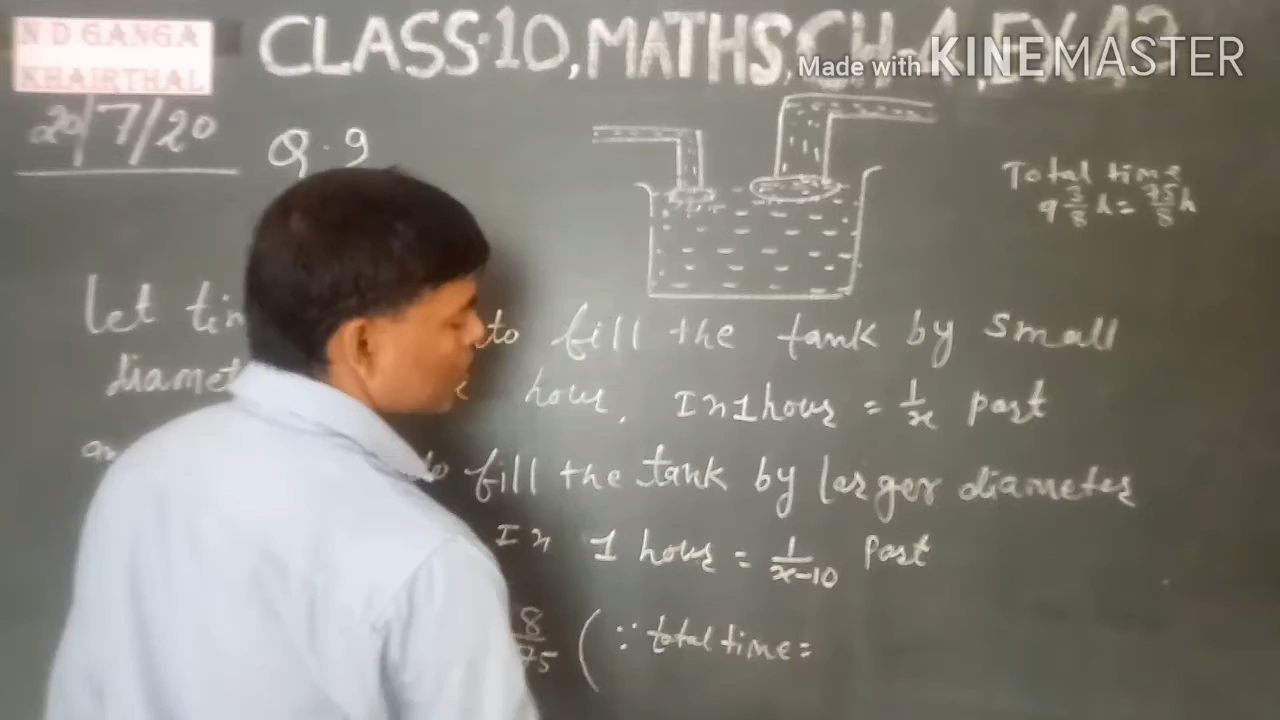 N D GANGA
KHAIRTHAL
CLASS-10, MATHS, CH-4, EX-4.3
Made with KINEMASTER
20/7/20
Q.9
Total time
9 3/8 h = 75/8 h
Let to fill the tank by small
hour, In 1 hour = 1/x part
fill the tank by larger diameter
In 1 hour = 1/x-10 Part
8/75 (∵ total time =